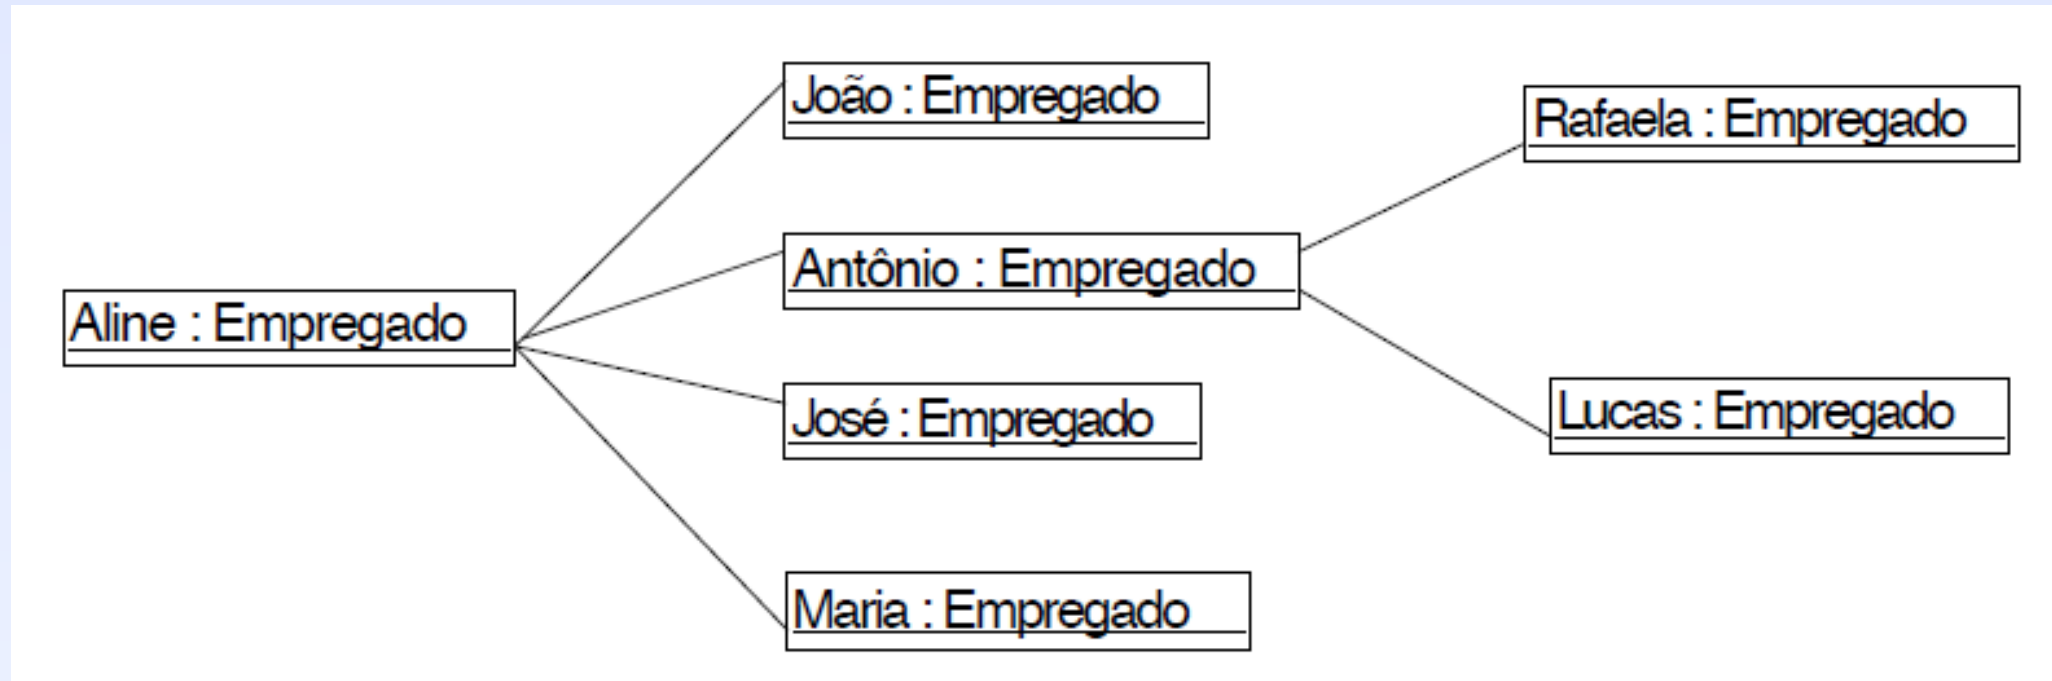 João : Empregado
Rafaela : Empregado
Antônio : Empregado
Aline : Empregado
José : Empregado
Lucas : Empregado
Maria : Empregado